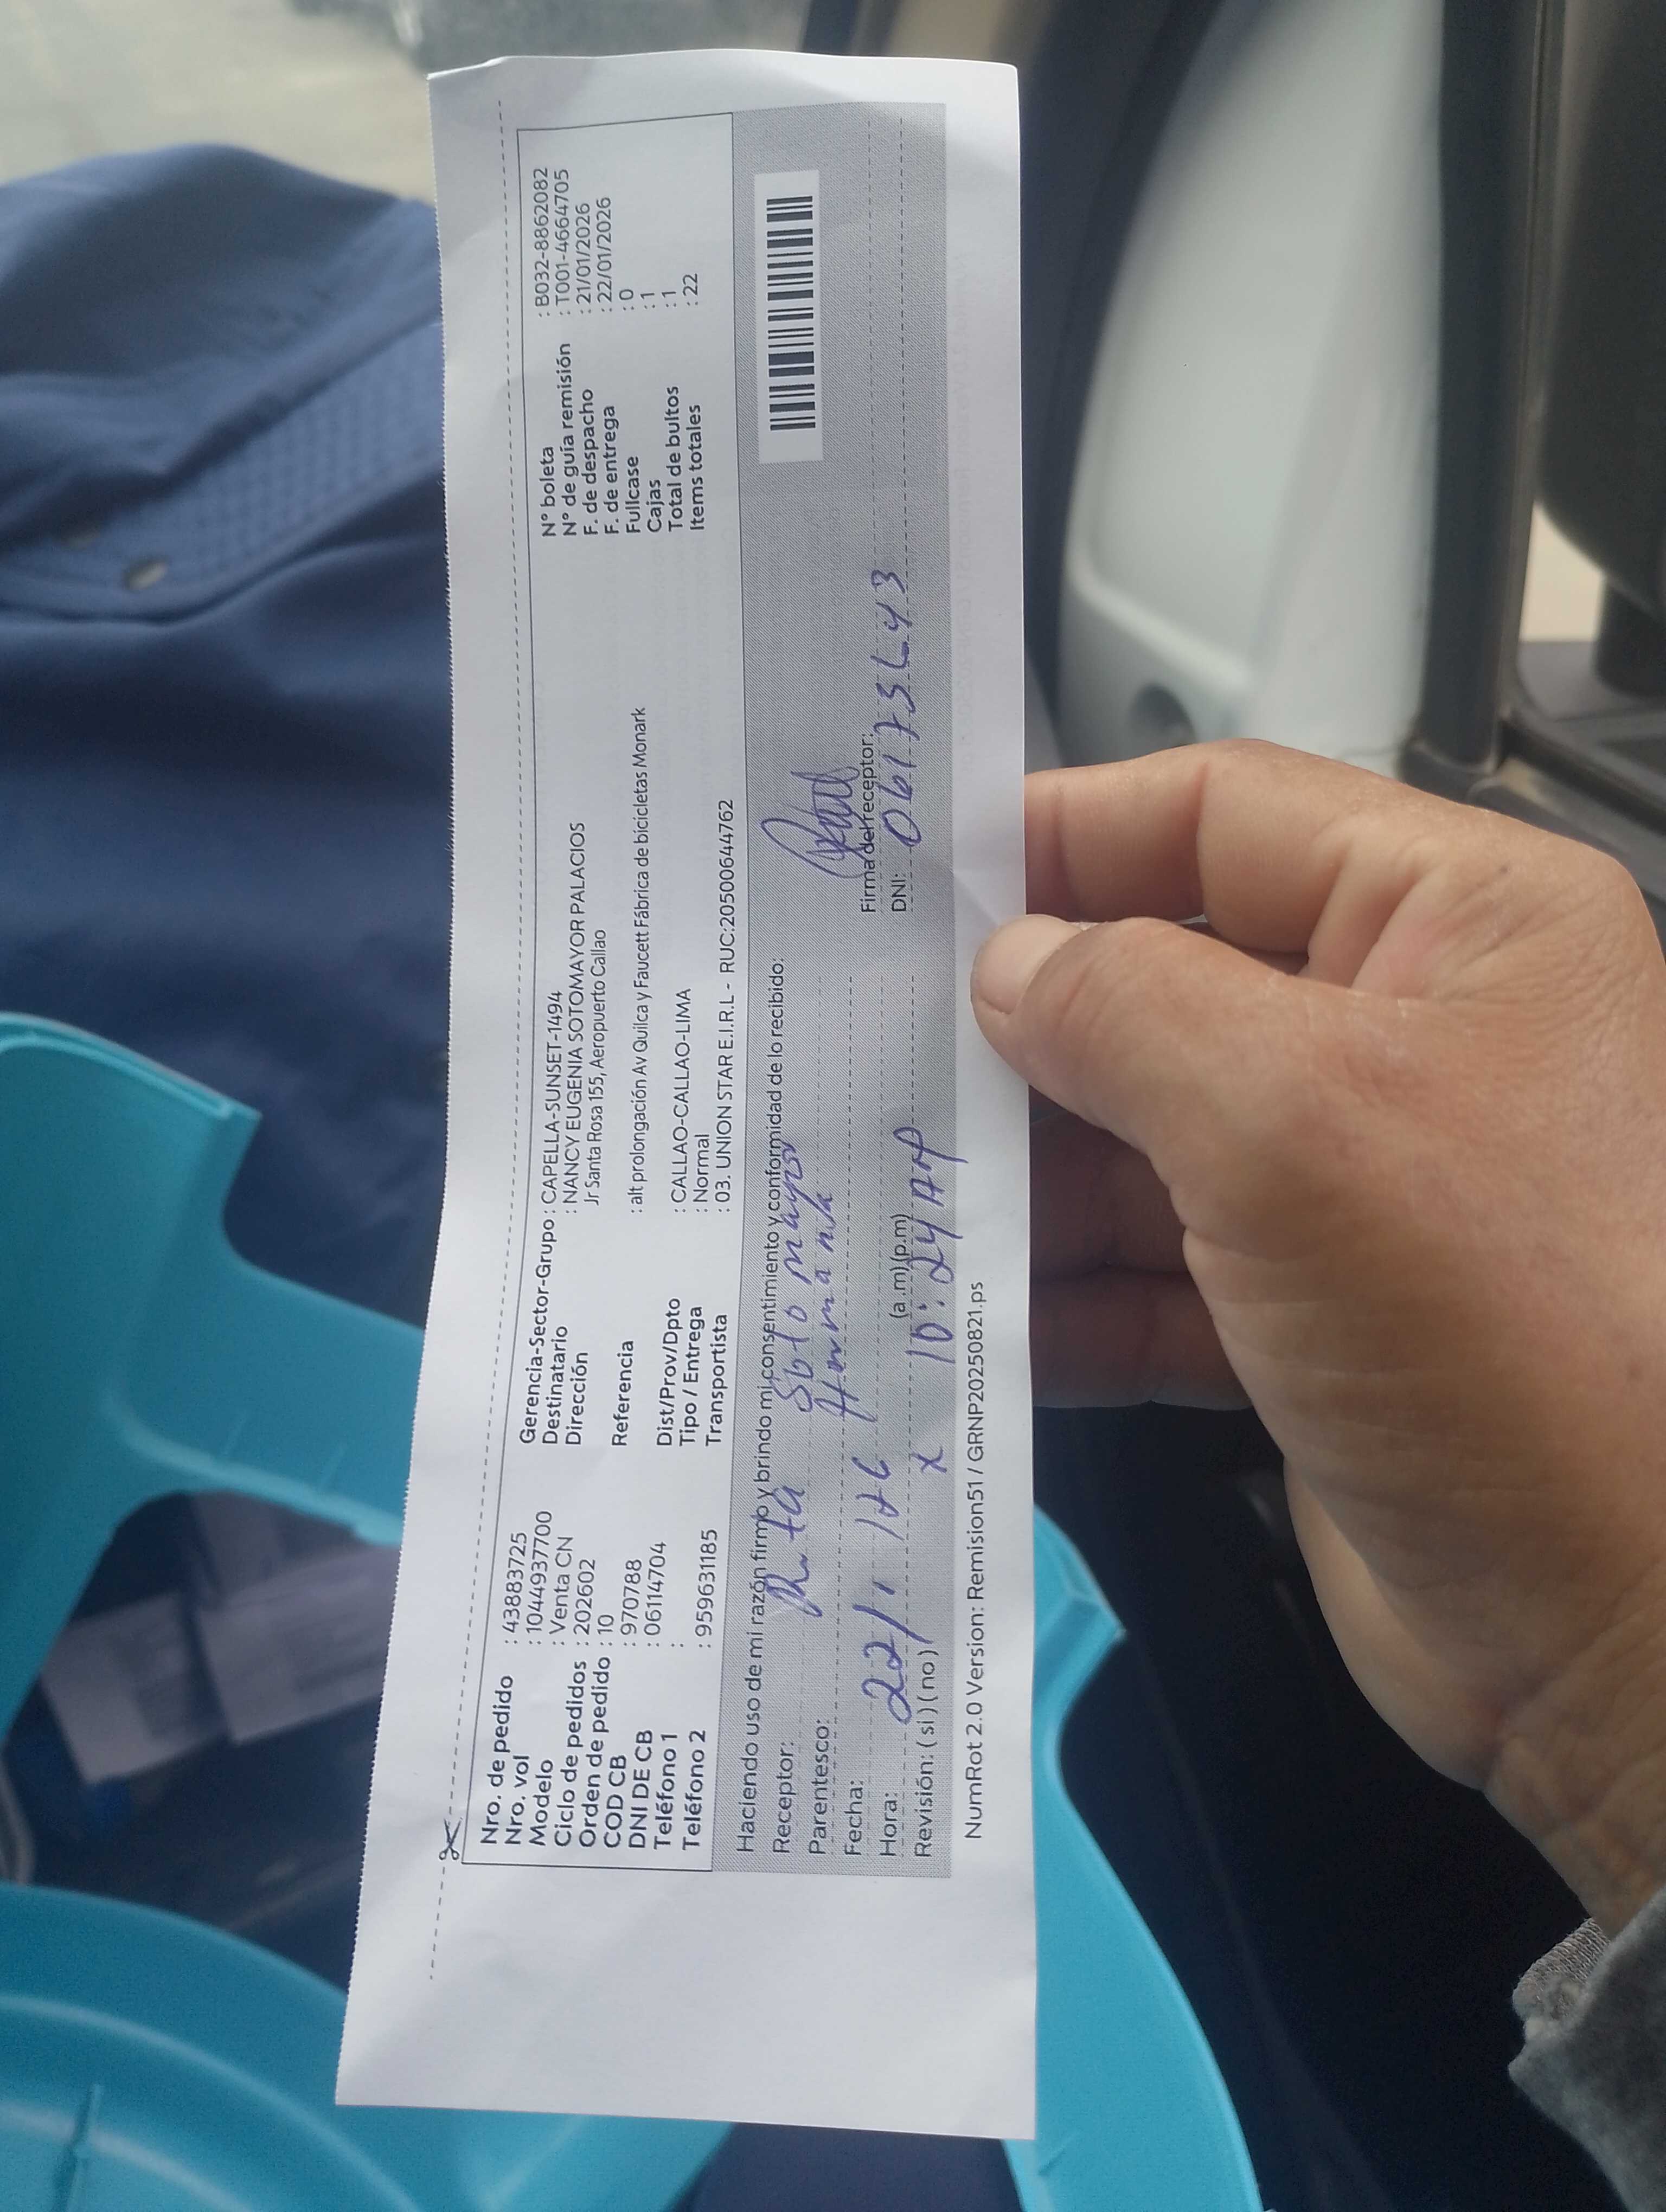 Nro. de pedido : 43883725
Nro. vol : 1044937700
Modelo : Venta CN
Ciclo de pedidos : 202602
Orden de pedido : 10
COD CB : 970788
DNI DE CB : 06114704
Teléfono 1 :
Teléfono 2 : 959631185
Gerencia-Sector-Grupo : CAPELLA-SUNSET-1494
Destinatario : NANCY EUGENIA SOTOMAYOR PALACIOS
Dirección Jr Santa Rosa 155, Aeropuerto Callao
Referencia : alt prolongación Av Quilca y Faucett Fábrica de bicicletas Monark
Dist/Prov/Dpto : CALLAO-CALLAO-LIMA
Tipo / Entrega : Normal
Transportista : 03. UNION STAR E.I.R.L - RUC:20500644762
N° boleta : B032-8862082
N° de guía remisión : T001-4664705
F. de despacho : 21/01/2026
F. de entrega : 22/01/2026
Fullcase : 0
Cajas : 1
Total de bultos : 1
Items totales : 22
Haciendo uso de mi razón firmo y brindo mi consentimiento y conformidad de lo recibido:
Receptor: Rita Soto mayor
Parentesco: Hermana
Fecha: 22/1/26
Hora: 10:24 AM (a .m) (p.m)
Revisión: ( si ) ( no ) x
Firma del receptor:
DNI:
NumRot 2.0 Version: Remision51 / GRNP20250821.ps